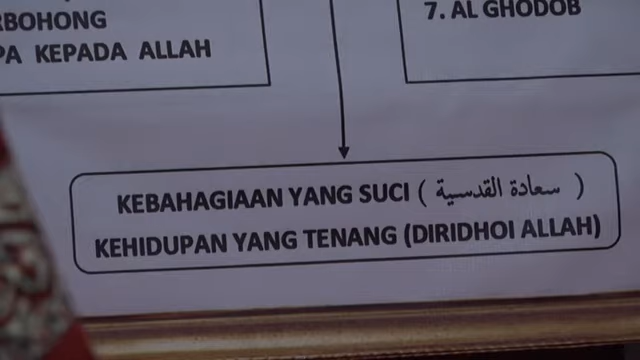 RBOHONG
PA KEPADA ALLAH
7. AL GHODOB
KEBAHAGIAAN YANG SUCI ( سعادة القدسية )
KEHIDUPAN YANG TENANG (DIRIDHOI ALLAH)